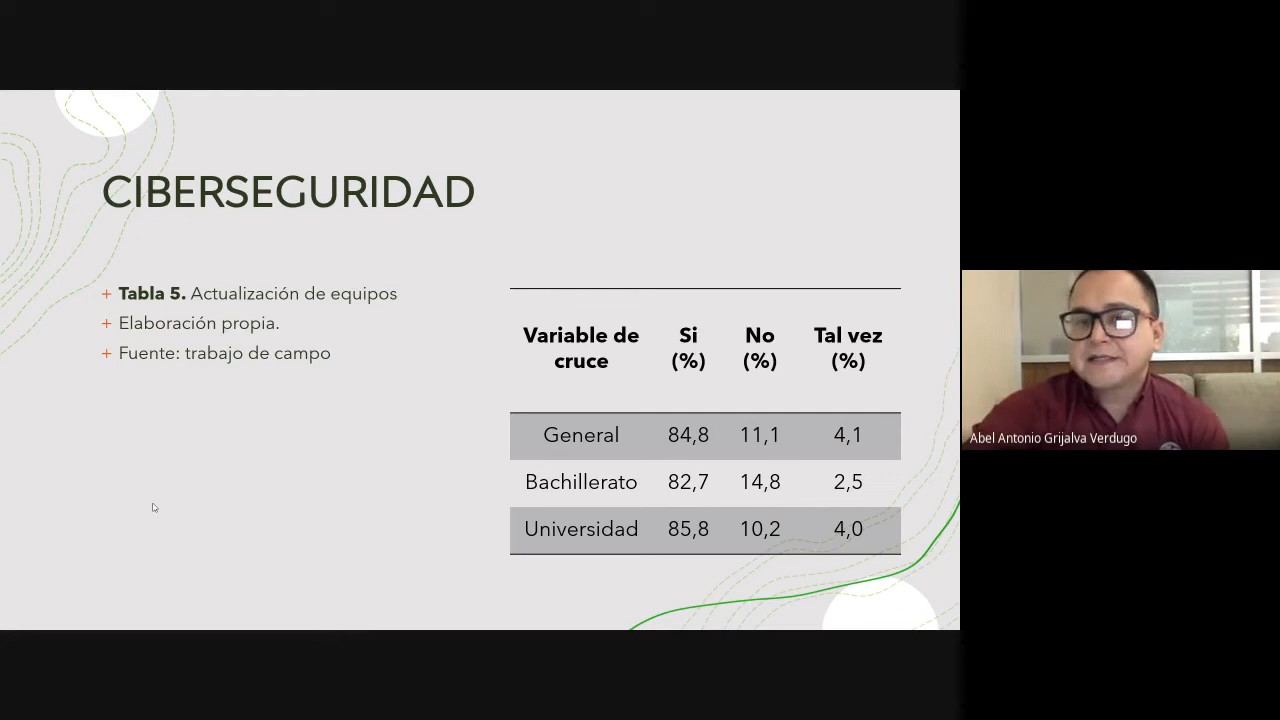 CIBERSEGURIDAD
+ Tabla 5. Actualización de equipos
+ Elaboración propia.
+ Fuente: trabajo de campo
Variable de cruce Si (%) No (%) Tal vez (%)
General 84,8 11,1 4,1
Bachillerato 82,7 14,8 2,5
Universidad 85,8 10,2 4,0
Abel Antonio Grijalva Verdugo